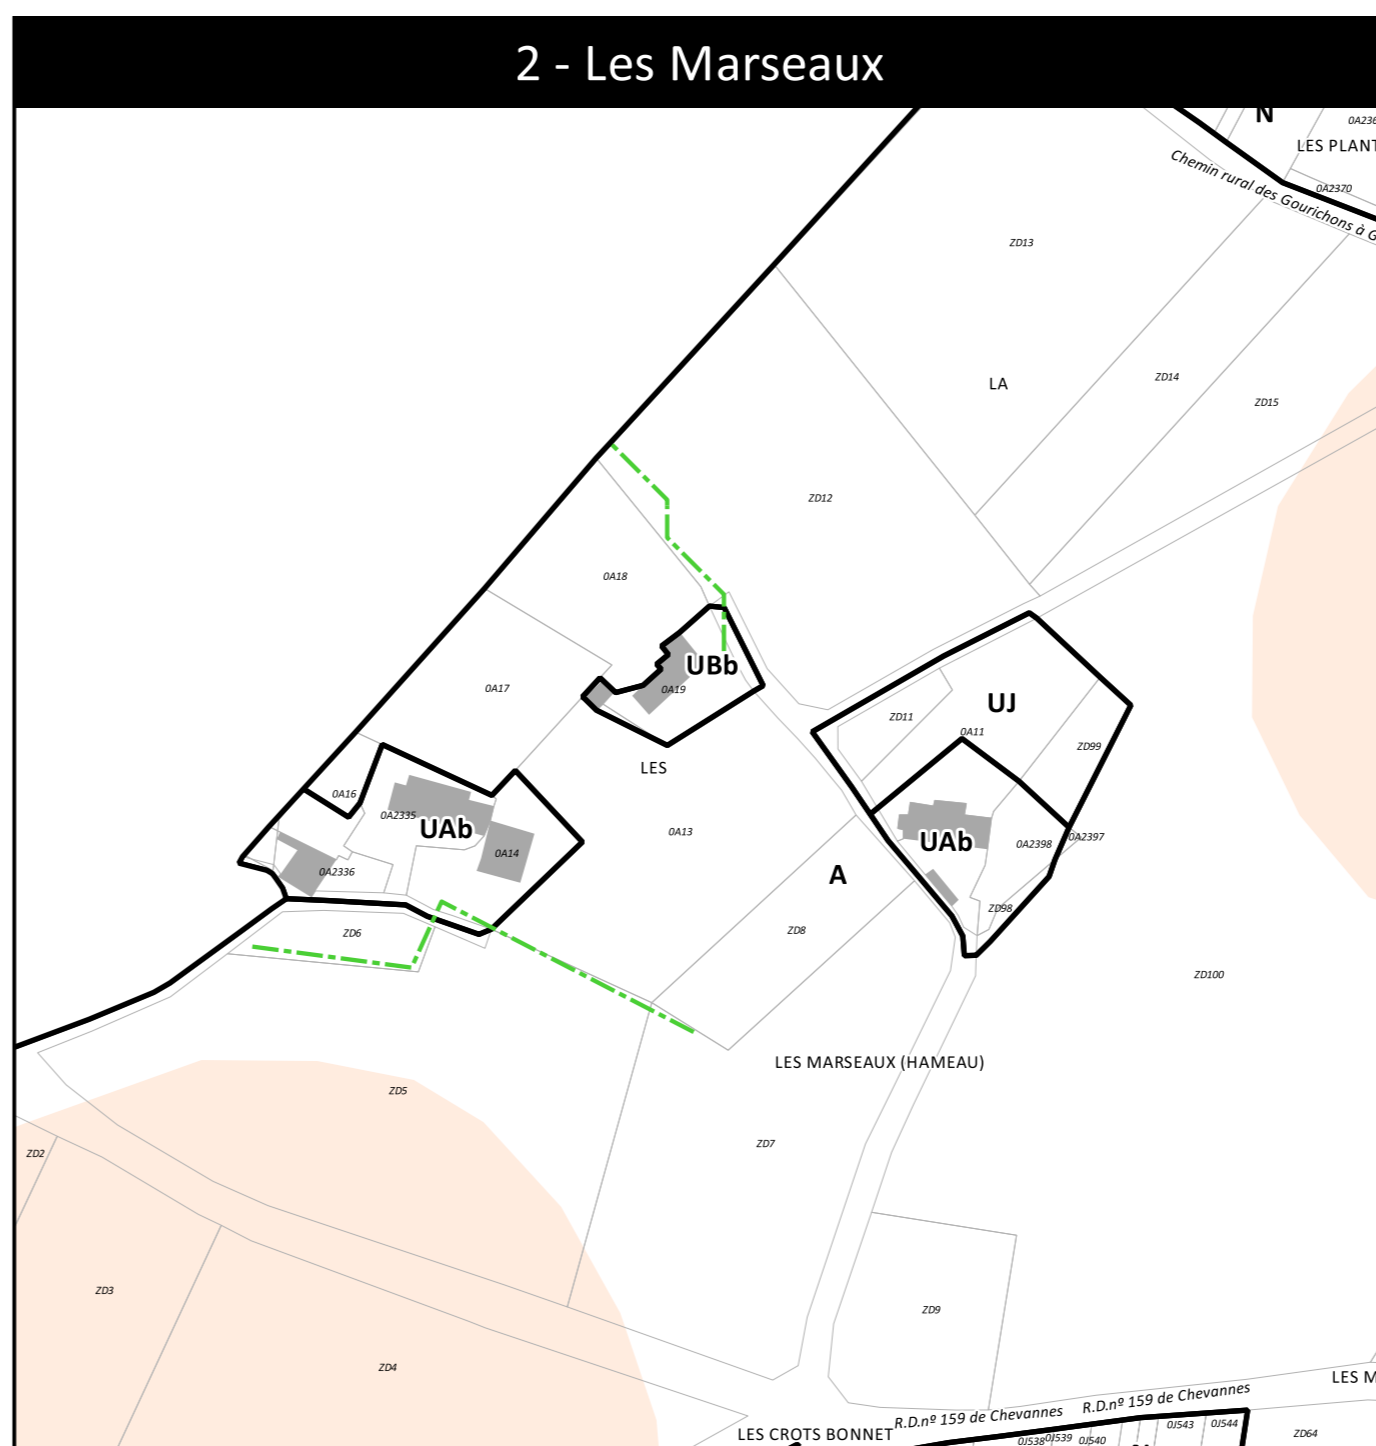 2 - Les Marseaux
N
LES PLANT
Chemin rural des Gourichons à G
0A2370
ZD13
LA
ZD14
ZD15
ZD12
0A18
UBb
0A19
0A17
UJ
ZD11
0A11
ZD99
LES
0A16
0A2335
UAb
0A14
0A13
UAb
0A2398
0A2397
0A2336
A
ZD98
ZD6
ZD8
ZD100
LES MARSEAUX (HAMEAU)
ZD5
ZD7
ZD2
ZD3
ZD9
ZD4
LES M
R.D.nº 159 de Chevannes
R.D.nº 159 de Chevannes
LES CROTS BONNET
0J538
0J539
0J540
0J543
0J544
ZD64